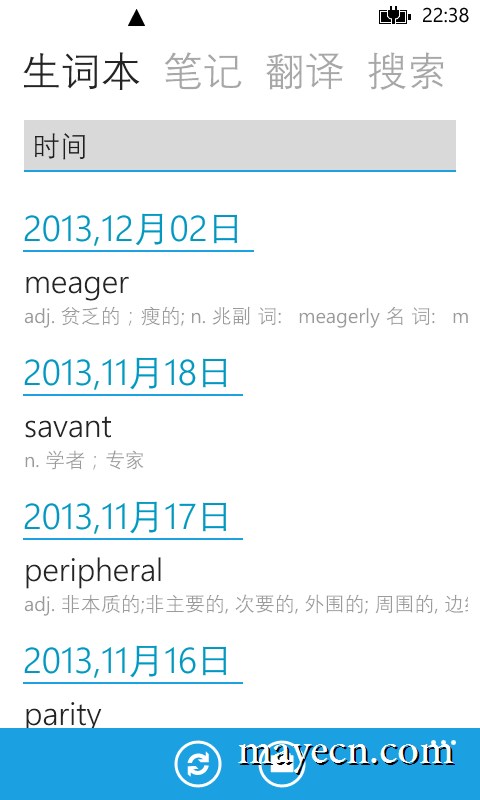 22:38
生词本 笔记 翻译 搜索
时间
2013,12月02日
meager
adj. 贫乏的；瘦的; n. 兆副 词: meagerly 名 词: m
2013,11月18日
savant
n. 学者；专家
2013,11月17日
peripheral
adj. 非本质的;非主要的, 次要的, 外围的; 周围的, 边
2013,11月16日
parity
mayecn.com